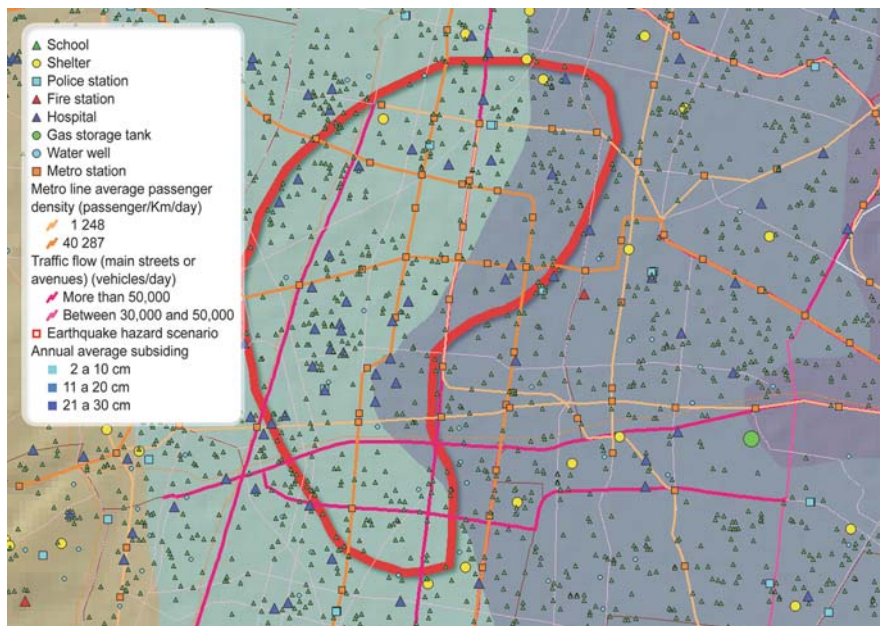 School
Shelter
Police station
Fire station
Hospital
Gas storage tank
Water well
Metro station
Metro line average passenger
density (passenger/Km/day)
1 248
40 287
Traffic flow (main streets or
avenues) (vehicles/day)
More than 50,000
Between 30,000 and 50,000
Earthquake hazard scenario
Annual average subsiding
2 a 10 cm
11 a 20 cm
21 a 30 cm